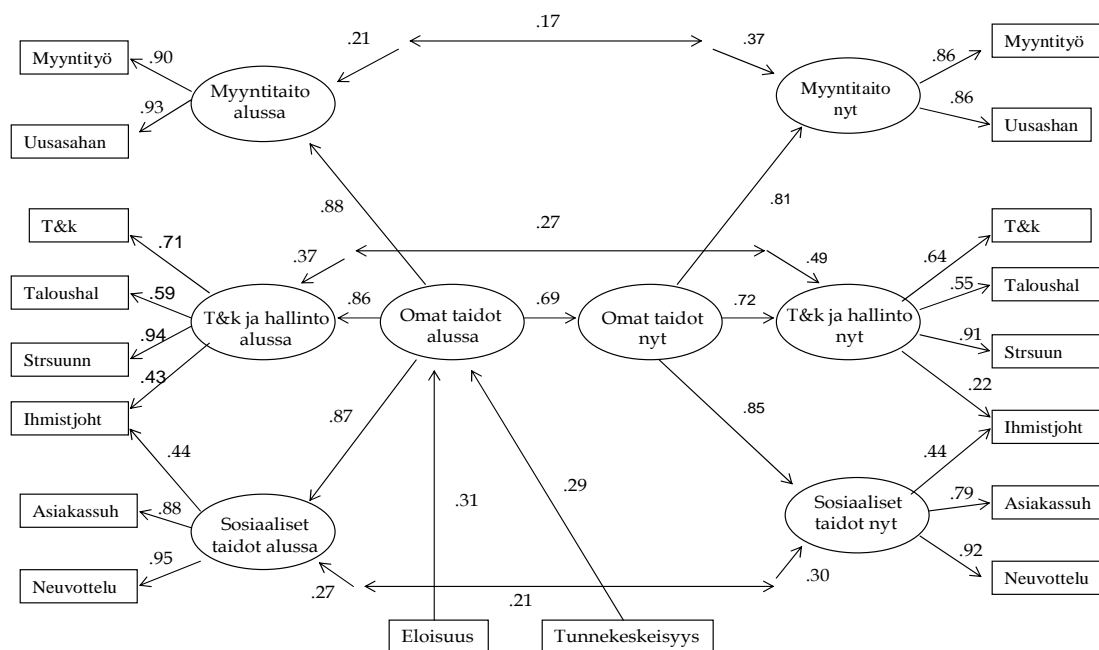 .17
.21
.37
Myyntityö
Myyntityö
.90
.86
Myyntitaito
alussa
Myyntitaito
nyt
.93
.86
Uusasahan
Uusashan
.88
.81
T&k
.27
T&k
.71
.37
.49
.64
Taloushal
.59
T&k ja hallinto
alussa
.86
Omat taidot
alussa
.69
Omat taidot
nyt
.72
T&k ja hallinto
nyt
.55
Taloushal
Strsuunn
.94
.91
Strsuun
.43
.22
Ihmistjoht
.87
.85
Ihmistjoht
.44
.44
Asiakassuh
.88
Sosiaaliset
taidot alussa
.31
.29
Sosiaaliset
taidot nyt
.79
Asiakassuh
Neuvottelu
.95
.92
Neuvottelu
.27
.21
.30
Eloisuus
Tunnekeskeisyys